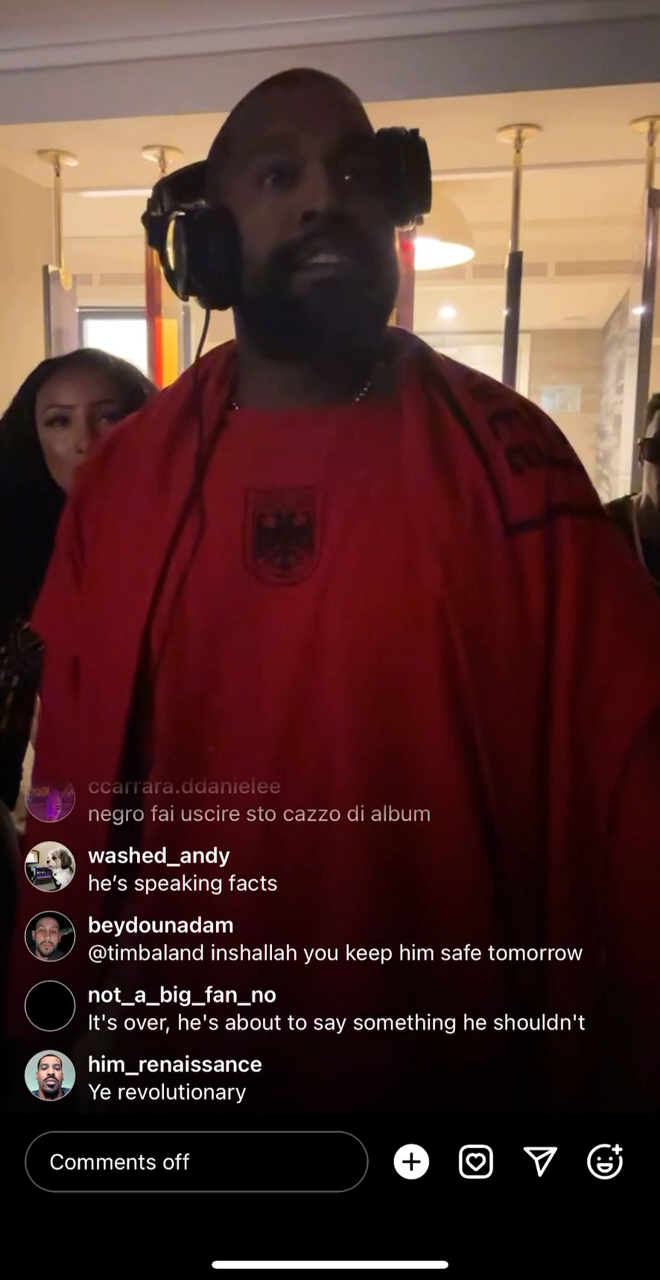 ccarrara.ddanielee
negro fai uscire sto cazzo di album
washed_andy
he’s speaking facts
beydounadam
@timbaland inshallah you keep him safe tomorrow
not_a_big_fan_no
It's over, he's about to say something he shouldn't
him_renaissance
Ye revolutionary
Comments off